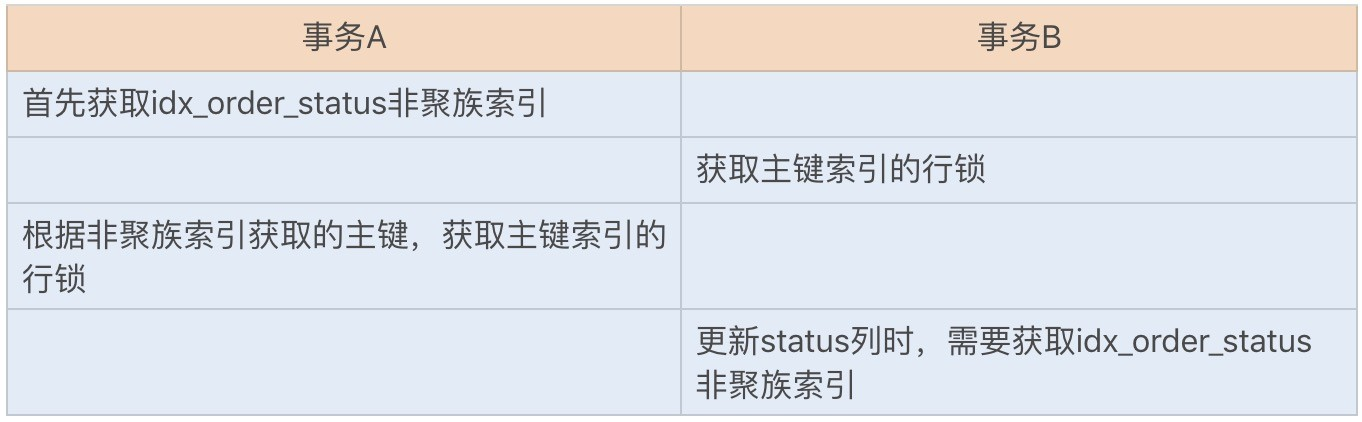 事务A
事务B
首先获取idx_order_status非聚族索引
获取主键索引的行锁
根据非聚族索引获取的主键，获取主键索引的
行锁
更新status列时，需要获取idx_order_status
非聚族索引